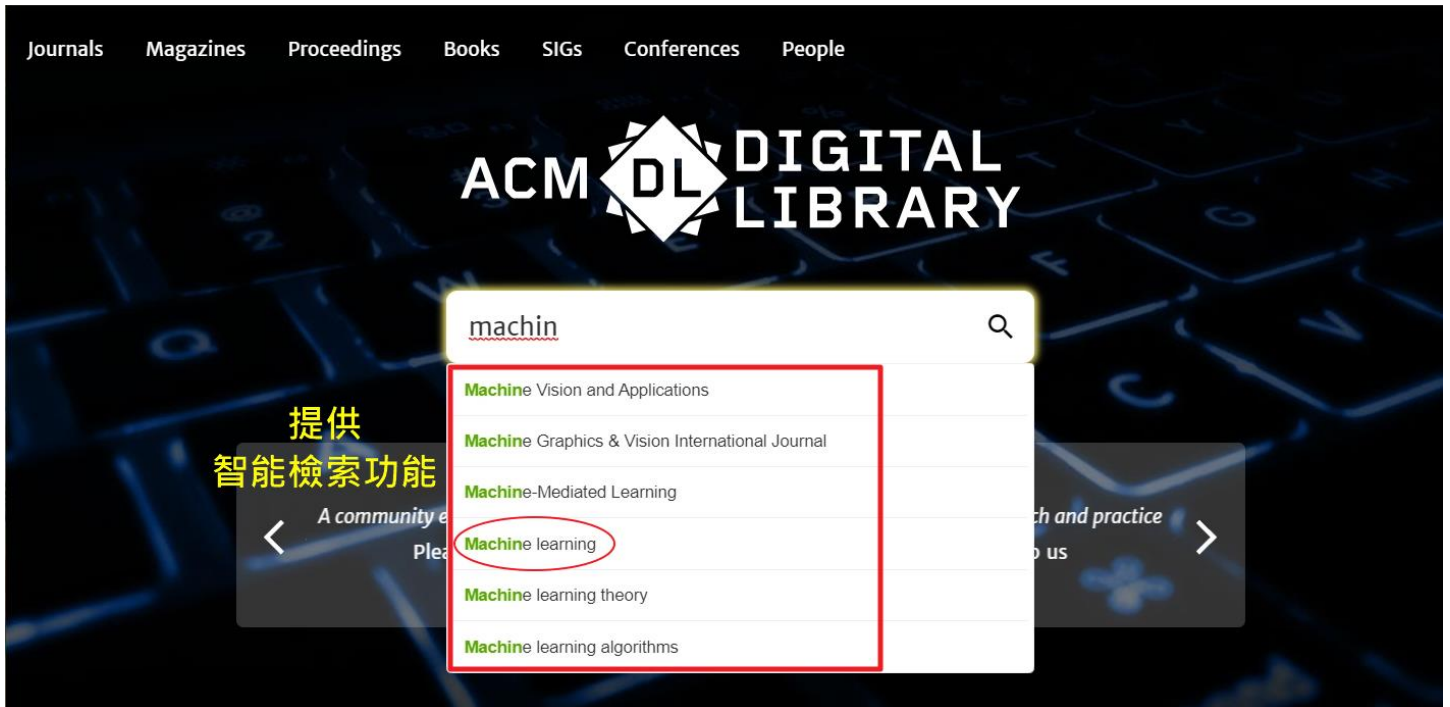 Journals Magazines Proceedings Books SIGs Conferences People
ACM DL DIGITAL
LIBRARY
machin
Machine Vision and Applications
提供
Machine Graphics & Vision International Journal
智能檢索功能
Machine-Mediated Learning
A community ch and practice
Machine learning
us
Machine learning theory
Machine learning algorithms